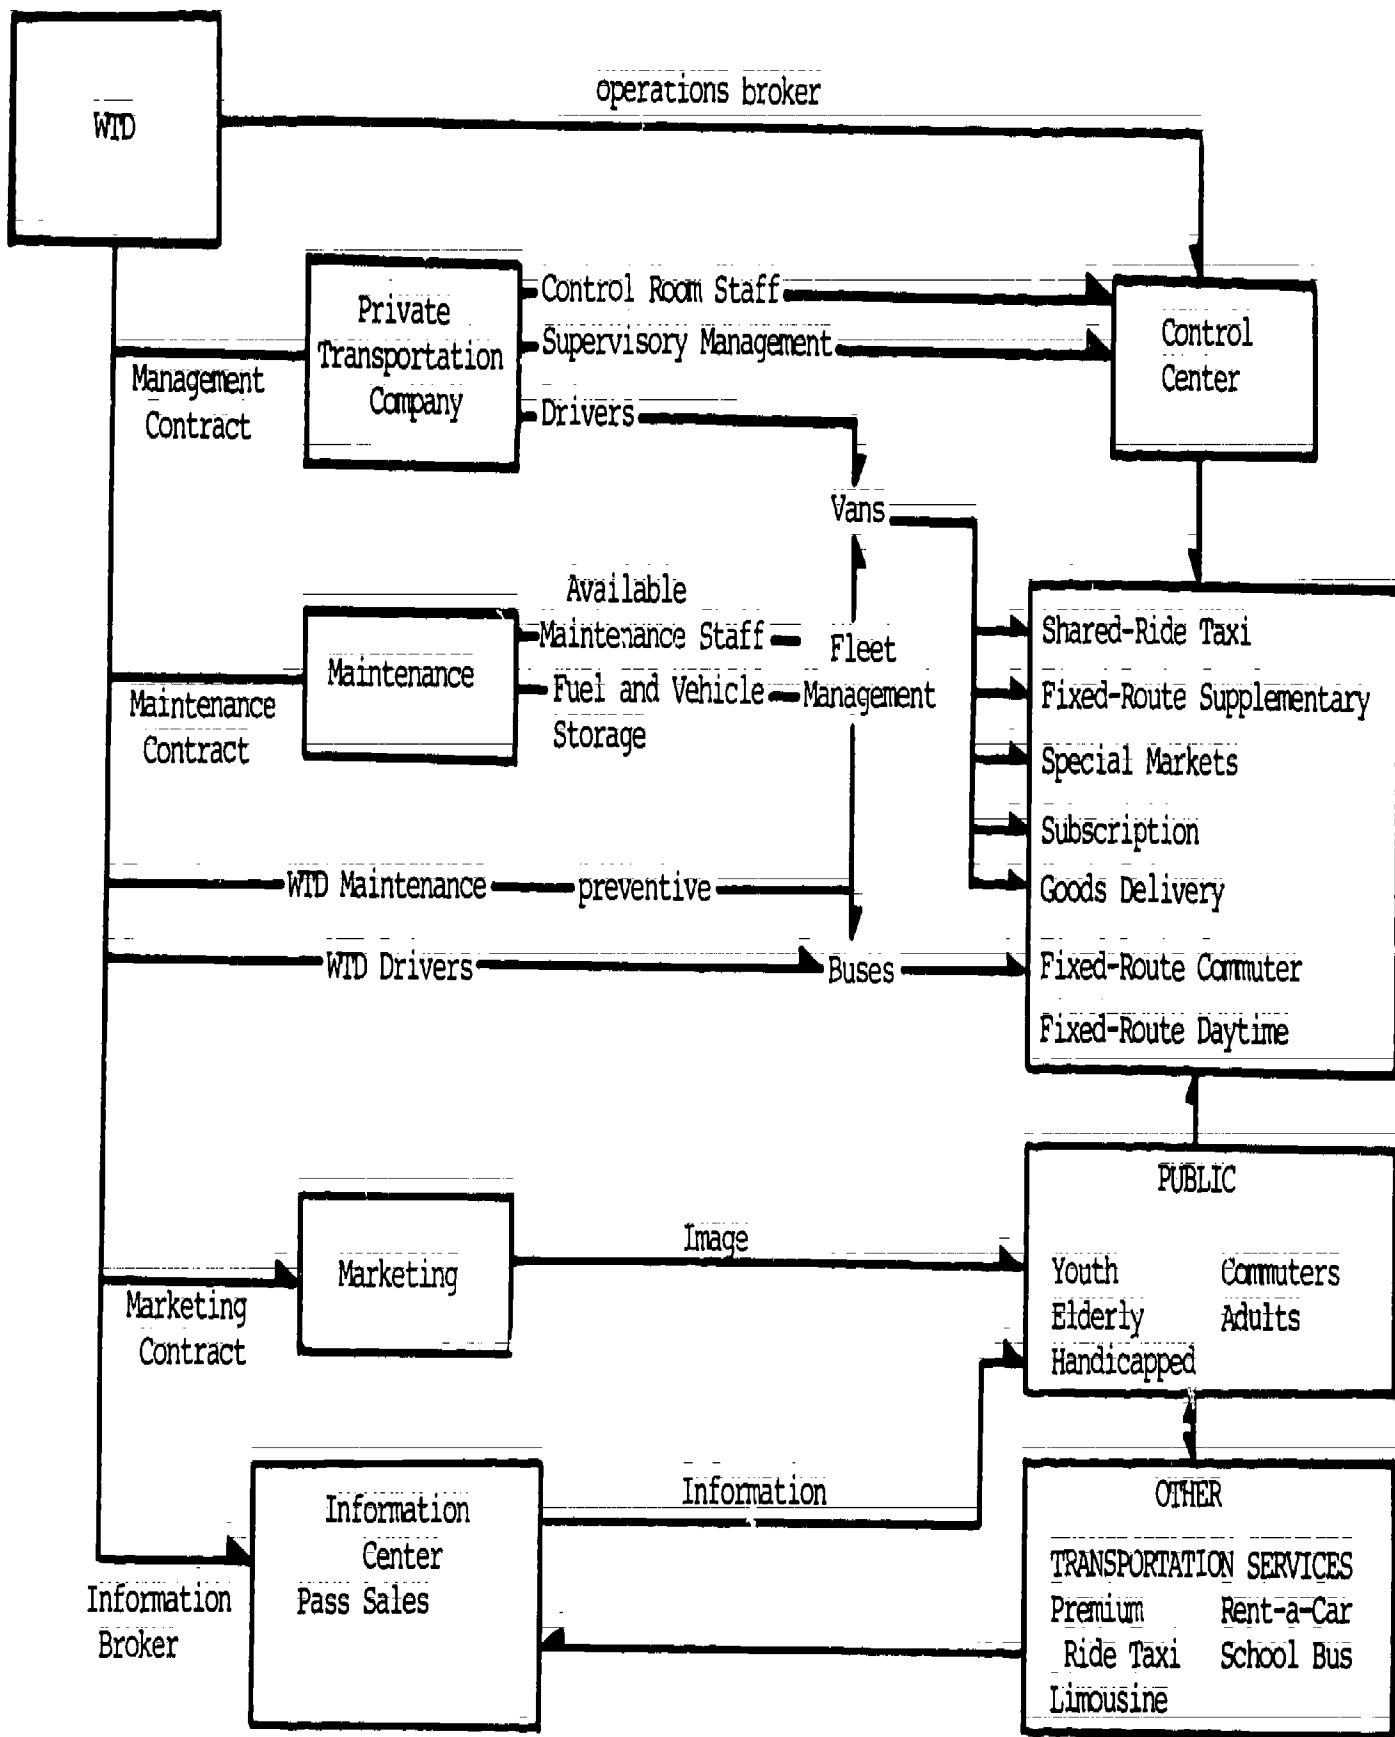 WTD
operations broker
Private
Transportation
Company
Control Room Staff
Supervisory Management
Drivers
Control
Center
Management
Contract
Vans
Available
Maintenance Staff
Fuel and Vehicle
Storage
Fleet
Management
Maintenance
Maintenance
Contract
Shared-Ride Taxi
Fixed-Route Supplementary
Special Markets
Subscription
Goods Delivery
Fixed-Route Commuter
Fixed-Route Daytime
WTD Maintenance
preventive
WTD Drivers
Buses
PUBLIC
Youth
Commuters
Elderly
Adults
Handicapped
Image
Marketing
Marketing
Contract
Information
Information
Center
Pass Sales
Information
Broker
OTHER
TRANSPORTATION SERVICES
Premium
Rent-a-Car
Ride Taxi
School Bus
Limousine